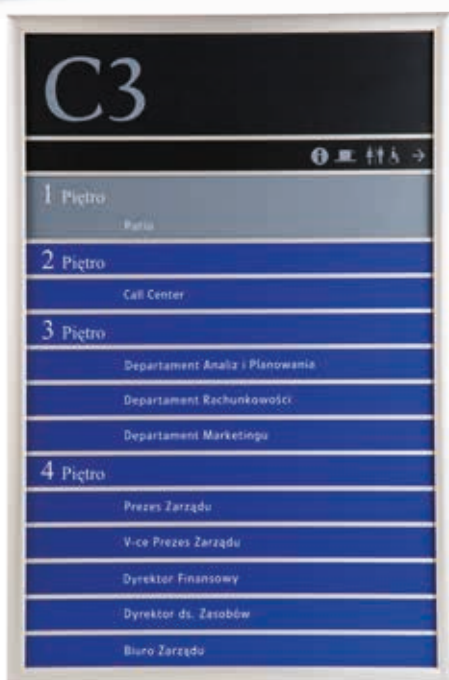 C3
1 Piętro
Patio
2 Piętro
Call Center
3 Piętro
Departament Analiz i Planowania
Departament Rachunkowości
Departament Marketingu
4 Piętro
Prezes Zarządu
V-ce Prezes Zarządu
Dyrektor Finansowy
Dyrektor ds. Zasobów
Biuro Zarządu